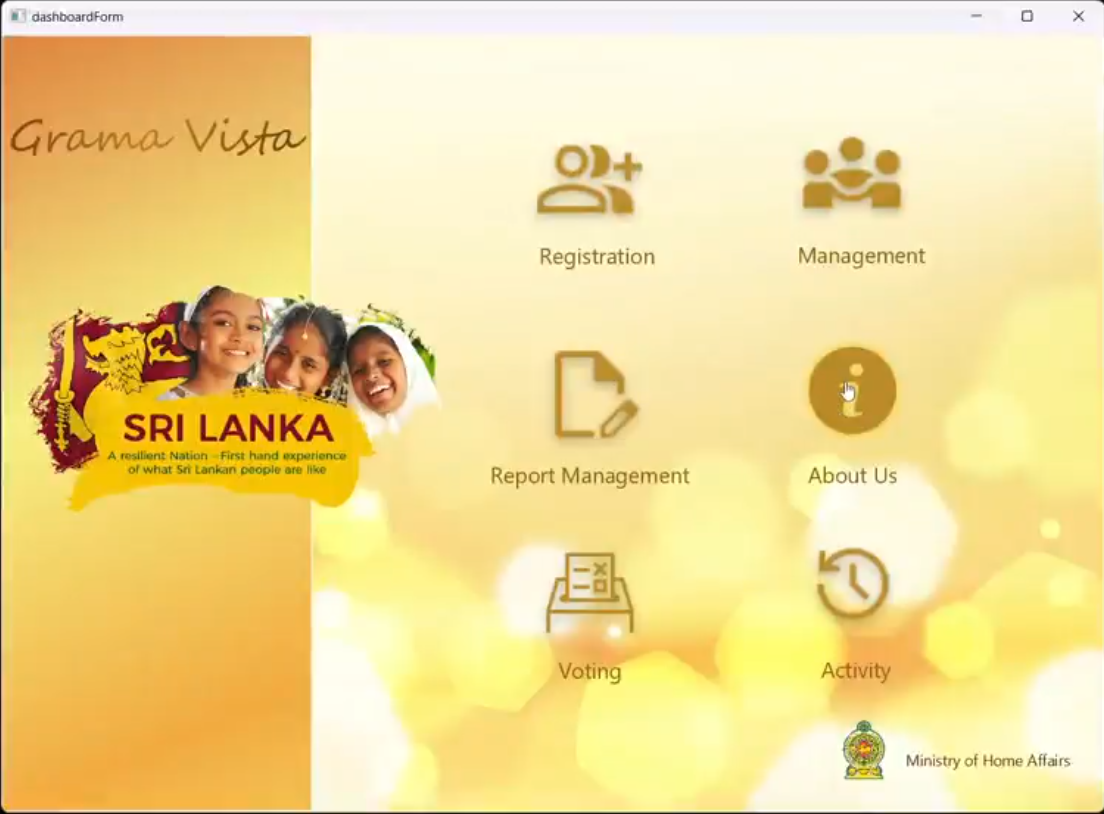 dashboardForm
Grama Vista
Registration
Management
SRI LANKA
A resilient Nation - First hand experience
of what Sri Lankan people are like
Report Management
About Us
Voting
Activity
Ministry of Home Affairs